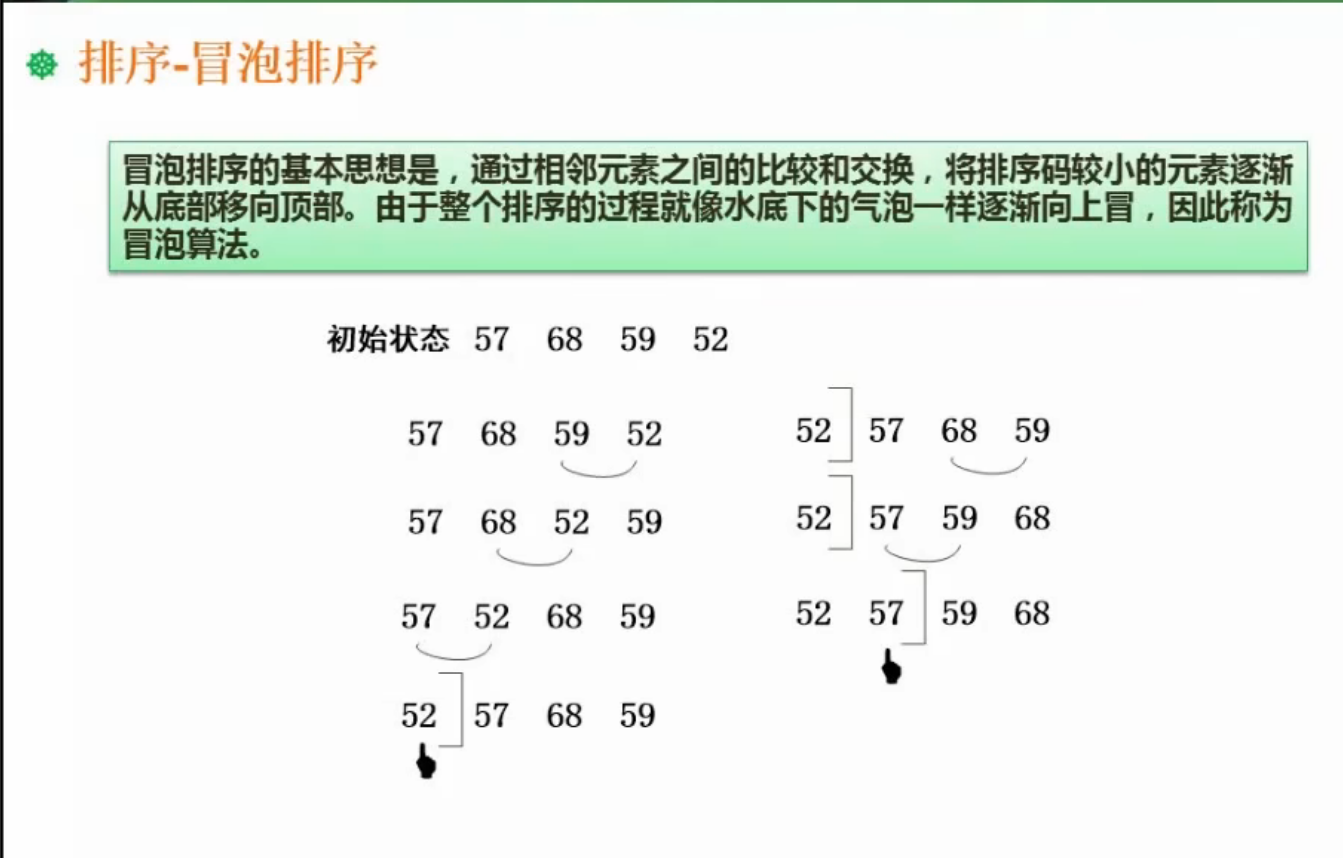 排序-冒泡排序
冒泡排序的基本思想是，通过相邻元素之间的比较和交换，将排序码较小的元素逐渐
从底部移向顶部。由于整个排序的过程就像水底下的气泡一样逐渐向上冒，因此称为
冒泡算法。
初始状态 57 68 59 52
57 68 59 52
57 68 52 59
57 52 68 59
52 57 68 59
52 57 68 59
52 57 59 68
52 57 59 68